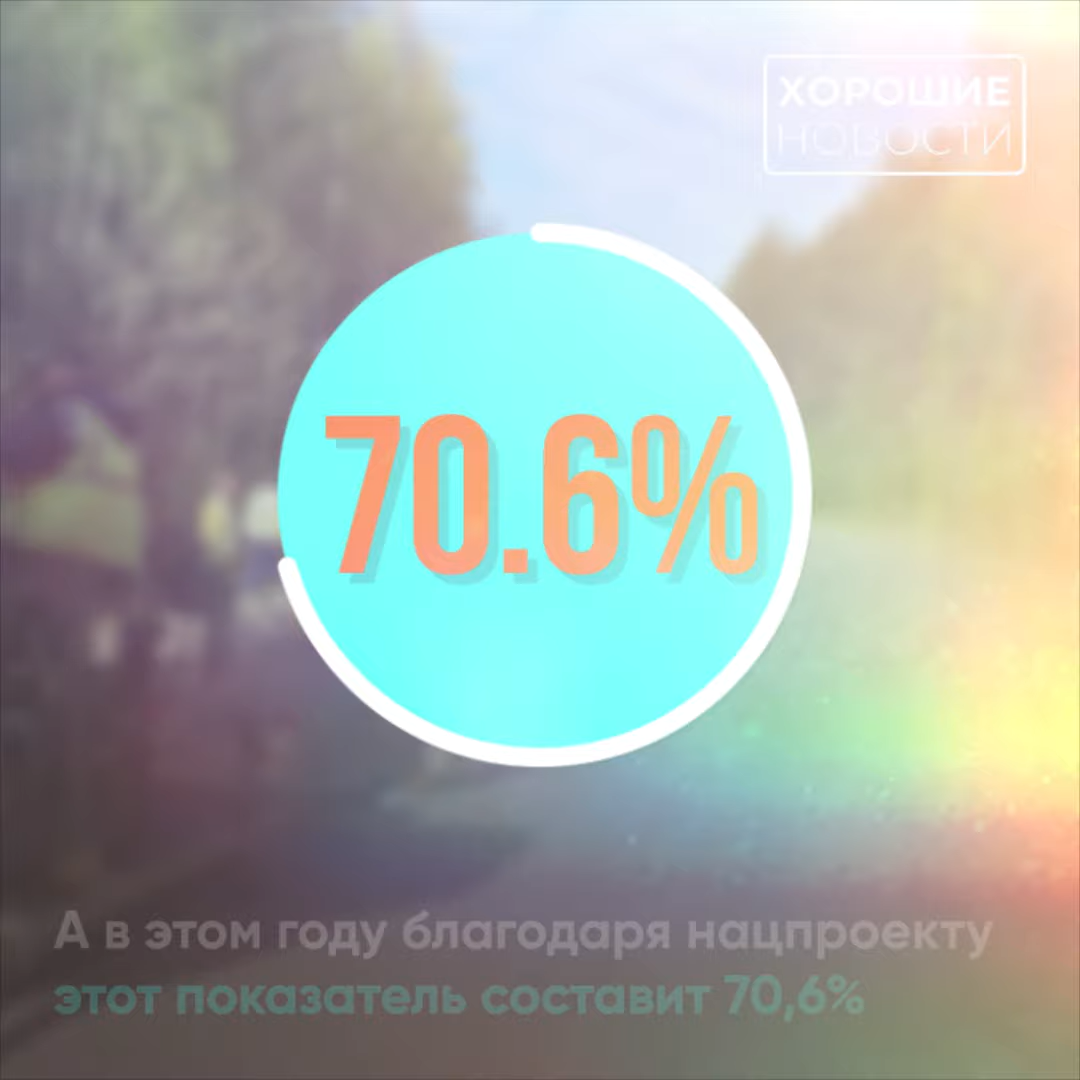 ХОРОШИЕ
НОВОСТИ
70.6%
А в этом году благодаря нацпроекту
этот показатель составит 70,6%